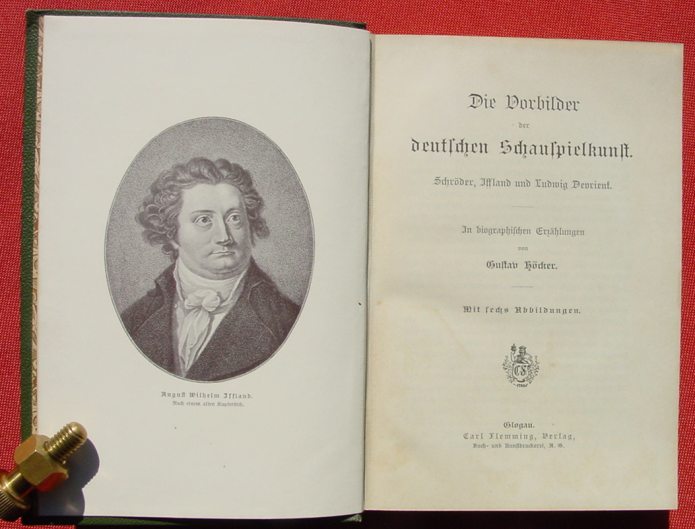 August Wilhelm Iffland.
Nach einem alten Kupferstich.
Die Vorbilder
der
deutſchen Schauſpielkunſt.
Schröder, Iffland und Ludwig Devrient.
In biographiſchen Erzählungen
von
Guſtav Höcker.
Mit ſechs Abbildungen.
CF
Glogau.
Carl Flemming, Verlag,
Buch- und Kunſtdruckerei, A. G.